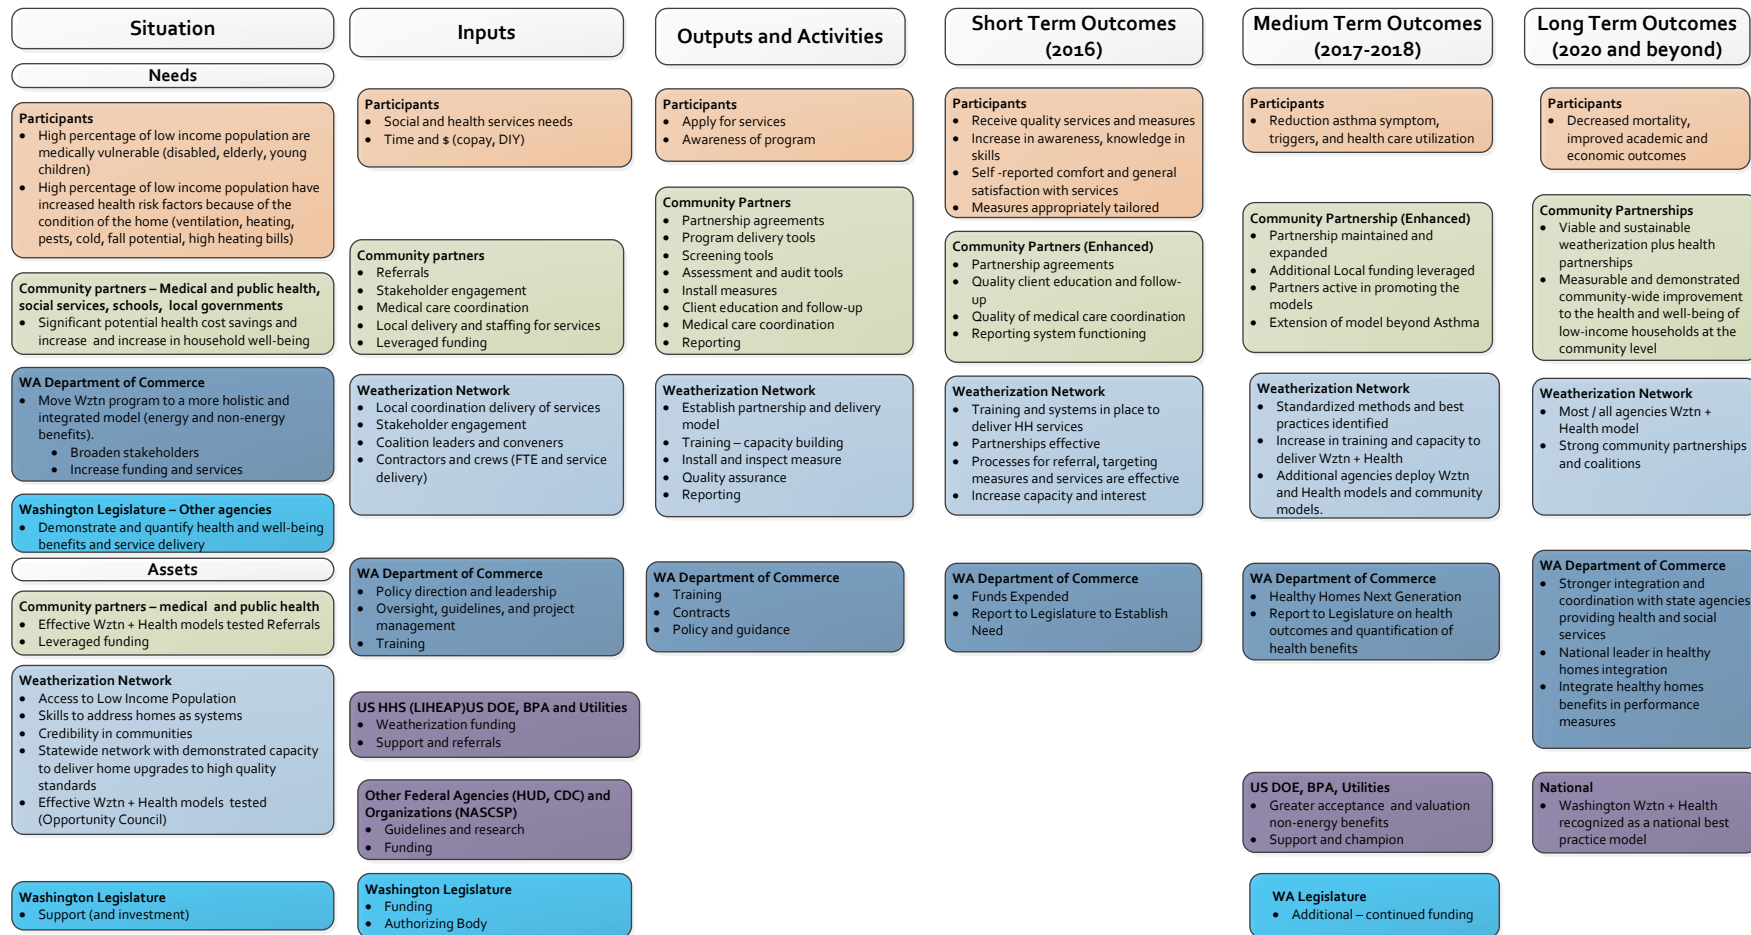 Situation
Needs
Participants
• High percentage of low income population are
medically vulnerable (disabled, elderly, young
children)
• High percentage of low income population have
increased health risk factors because of the
condition of the home (ventilation, heating,
pests, cold, fall potential, high heating bills)
Community partners – Medical and public health,
social services, schools, local governments
• Significant potential health cost savings and
increase and increase in household well-being
WA Department of Commerce
• Move Wztn program to a more holistic and
integrated model (energy and non-energy
benefits).
• Broaden stakeholders
• Increase funding and services
Washington Legislature – Other agencies
• Demonstrate and quantify health and well-being
benefits and service delivery
Assets
Community partners – medical and public health
• Effective Wztn + Health models tested Referrals
• Leveraged funding
Weatherization Network
• Access to Low Income Population
• Skills to address homes as systems
• Credibility in communities
• Statewide network with demonstrated capacity
to deliver home upgrades to high quality
standards
• Effective Wztn + Health models tested
(Opportunity Council)
Washington Legislature
• Support (and investment)
Inputs
Participants
• Social and health services needs
• Time and $ (copay, DIY)
Community partners
• Referrals
• Stakeholder engagement
• Medical care coordination
• Local delivery and staffing for services
• Leveraged funding
Weatherization Network
• Local coordination delivery of services
• Stakeholder engagement
• Coalition leaders and conveners
• Contractors and crews (FTE and service
delivery)
WA Department of Commerce
• Policy direction and leadership
• Oversight, guidelines, and project
management
• Training
US HHS (LIHEAP)US DOE, BPA and Utilities
• Weatherization funding
• Support and referrals
Other Federal Agencies (HUD, CDC) and
Organizations (NASCSP)
• Guidelines and research
• Funding
Washington Legislature
• Funding
• Authorizing Body
Outputs and Activities
Participants
• Apply for services
• Awareness of program
Community Partners
• Partnership agreements
• Program delivery tools
• Screening tools
• Assessment and audit tools
• Install measures
• Client education and follow-up
• Medical care coordination
• Reporting
Weatherization Network
• Establish partnership and delivery
model
• Training – capacity building
• Install and inspect measure
• Quality assurance
• Reporting
WA Department of Commerce
• Training
• Contracts
• Policy and guidance
Short Term Outcomes
(2016)
Participants
• Receive quality services and measures
• Increase in awareness, knowledge in
skills
• Self -reported comfort and general
satisfaction with services
• Measures appropriately tailored
Community Partners (Enhanced)
• Partnership agreements
• Quality client education and follow-
up
• Quality of medical care coordination
• Reporting system functioning
Weatherization Network
• Training and systems in place to
deliver HH services
• Partnerships effective
• Processes for referral, targeting
measures and services are effective
• Increase capacity and interest
WA Department of Commerce
• Funds Expended
• Report to Legislature to Establish
Need
Medium Term Outcomes
(2017-2018)
Participants
• Reduction asthma symptom,
triggers, and health care utilization
Community Partnership (Enhanced)
• Partnership maintained and
expanded
• Additional Local funding leveraged
• Partners active in promoting the
models
• Extension of model beyond Asthma
Weatherization Network
• Standardized methods and best
practices identified
• Increase in training and capacity to
deliver Wztn + Health
• Additional agencies deploy Wztn
and Health models and community
models.
WA Department of Commerce
• Healthy Homes Next Generation
• Report to Legislature on health
outcomes and quantification of
health benefits
US DOE, BPA, Utilities
• Greater acceptance and valuation
non-energy benefits
• Support and champion
WA Legislature
• Additional – continued funding
Long Term Outcomes
(2020 and beyond)
Participants
• Decreased mortality,
improved academic and
economic outcomes
Community Partnerships
• Viable and sustainable
weatherization plus health
partnerships
• Measurable and demonstrated
community-wide improvement
to the health and well-being of
low-income households at the
community level
Weatherization Network
• Most / all agencies Wztn +
Health model
• Strong community partnerships
and coalitions
WA Department of Commerce
• Stronger integration and
coordination with state agencies
providing health and social
services
• National leader in healthy
homes integration
• Integrate healthy homes
benefits in performance
measures
National
• Washington Wztn + Health
recognized as a national best
practice model